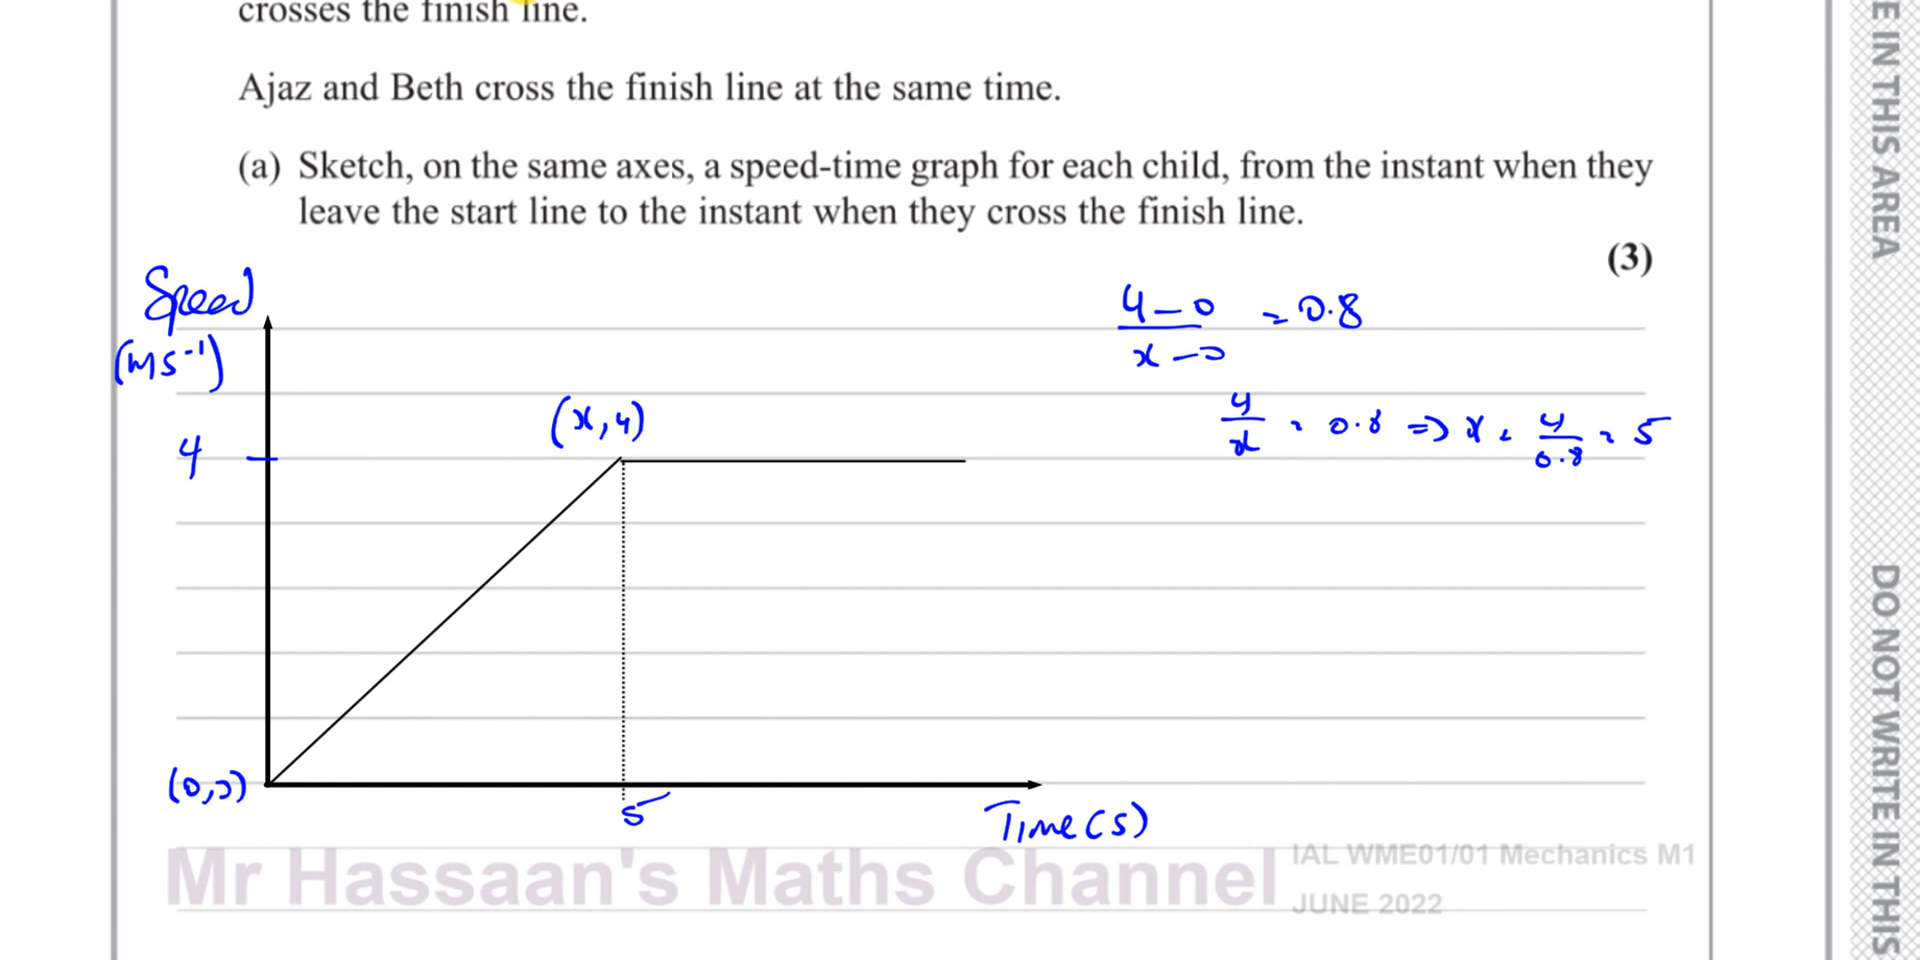 crosses the finish line.
Ajaz and Beth cross the finish line at the same time.
(a) Sketch, on the same axes, a speed-time graph for each child, from the instant when they
leave the start line to the instant when they cross the finish line.
(3)
Speed
(ms⁻¹)
4-0 / x-0 = 0.8
(x,4)
4/x = 0.8 ⇒ x = 4/0.8 = 5
4
(0,0)
5
Time(s)
Mr Hassaan's Maths Channel
IAL WME01/01 Mechanics M1
JUNE 2022
E IN THIS AREA
DO NOT WRITE IN THIS